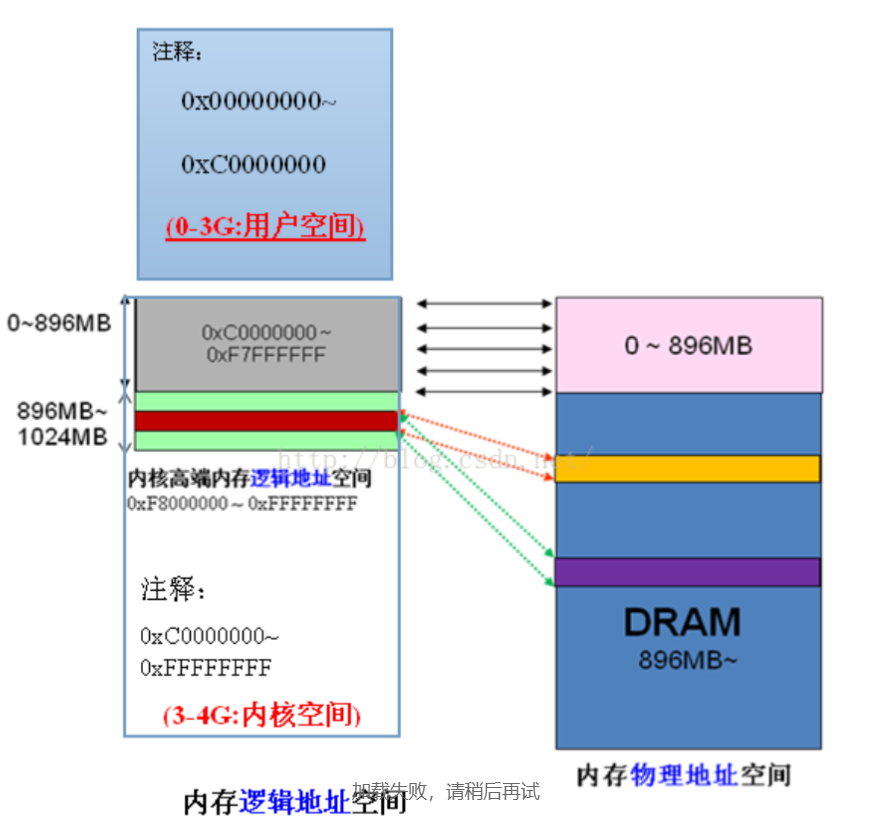 注释：
0x00000000~
0xC0000000
(0-3G:用户空间)
0~896MB
0xC0000000～
0xF7FFFFFF
0 ~ 896MB
896MB~
1024MB
http://blog.csdn.net/
内核高端内存逻辑地址空间
0xF8000000～0xFFFFFFFF
注释：
0xC0000000~
0xFFFFFFFF
(3-4G:内核空间)
DRAM
896MB~
内存物理地址空间
加载失败，请稍后再试
内存逻辑地址空间